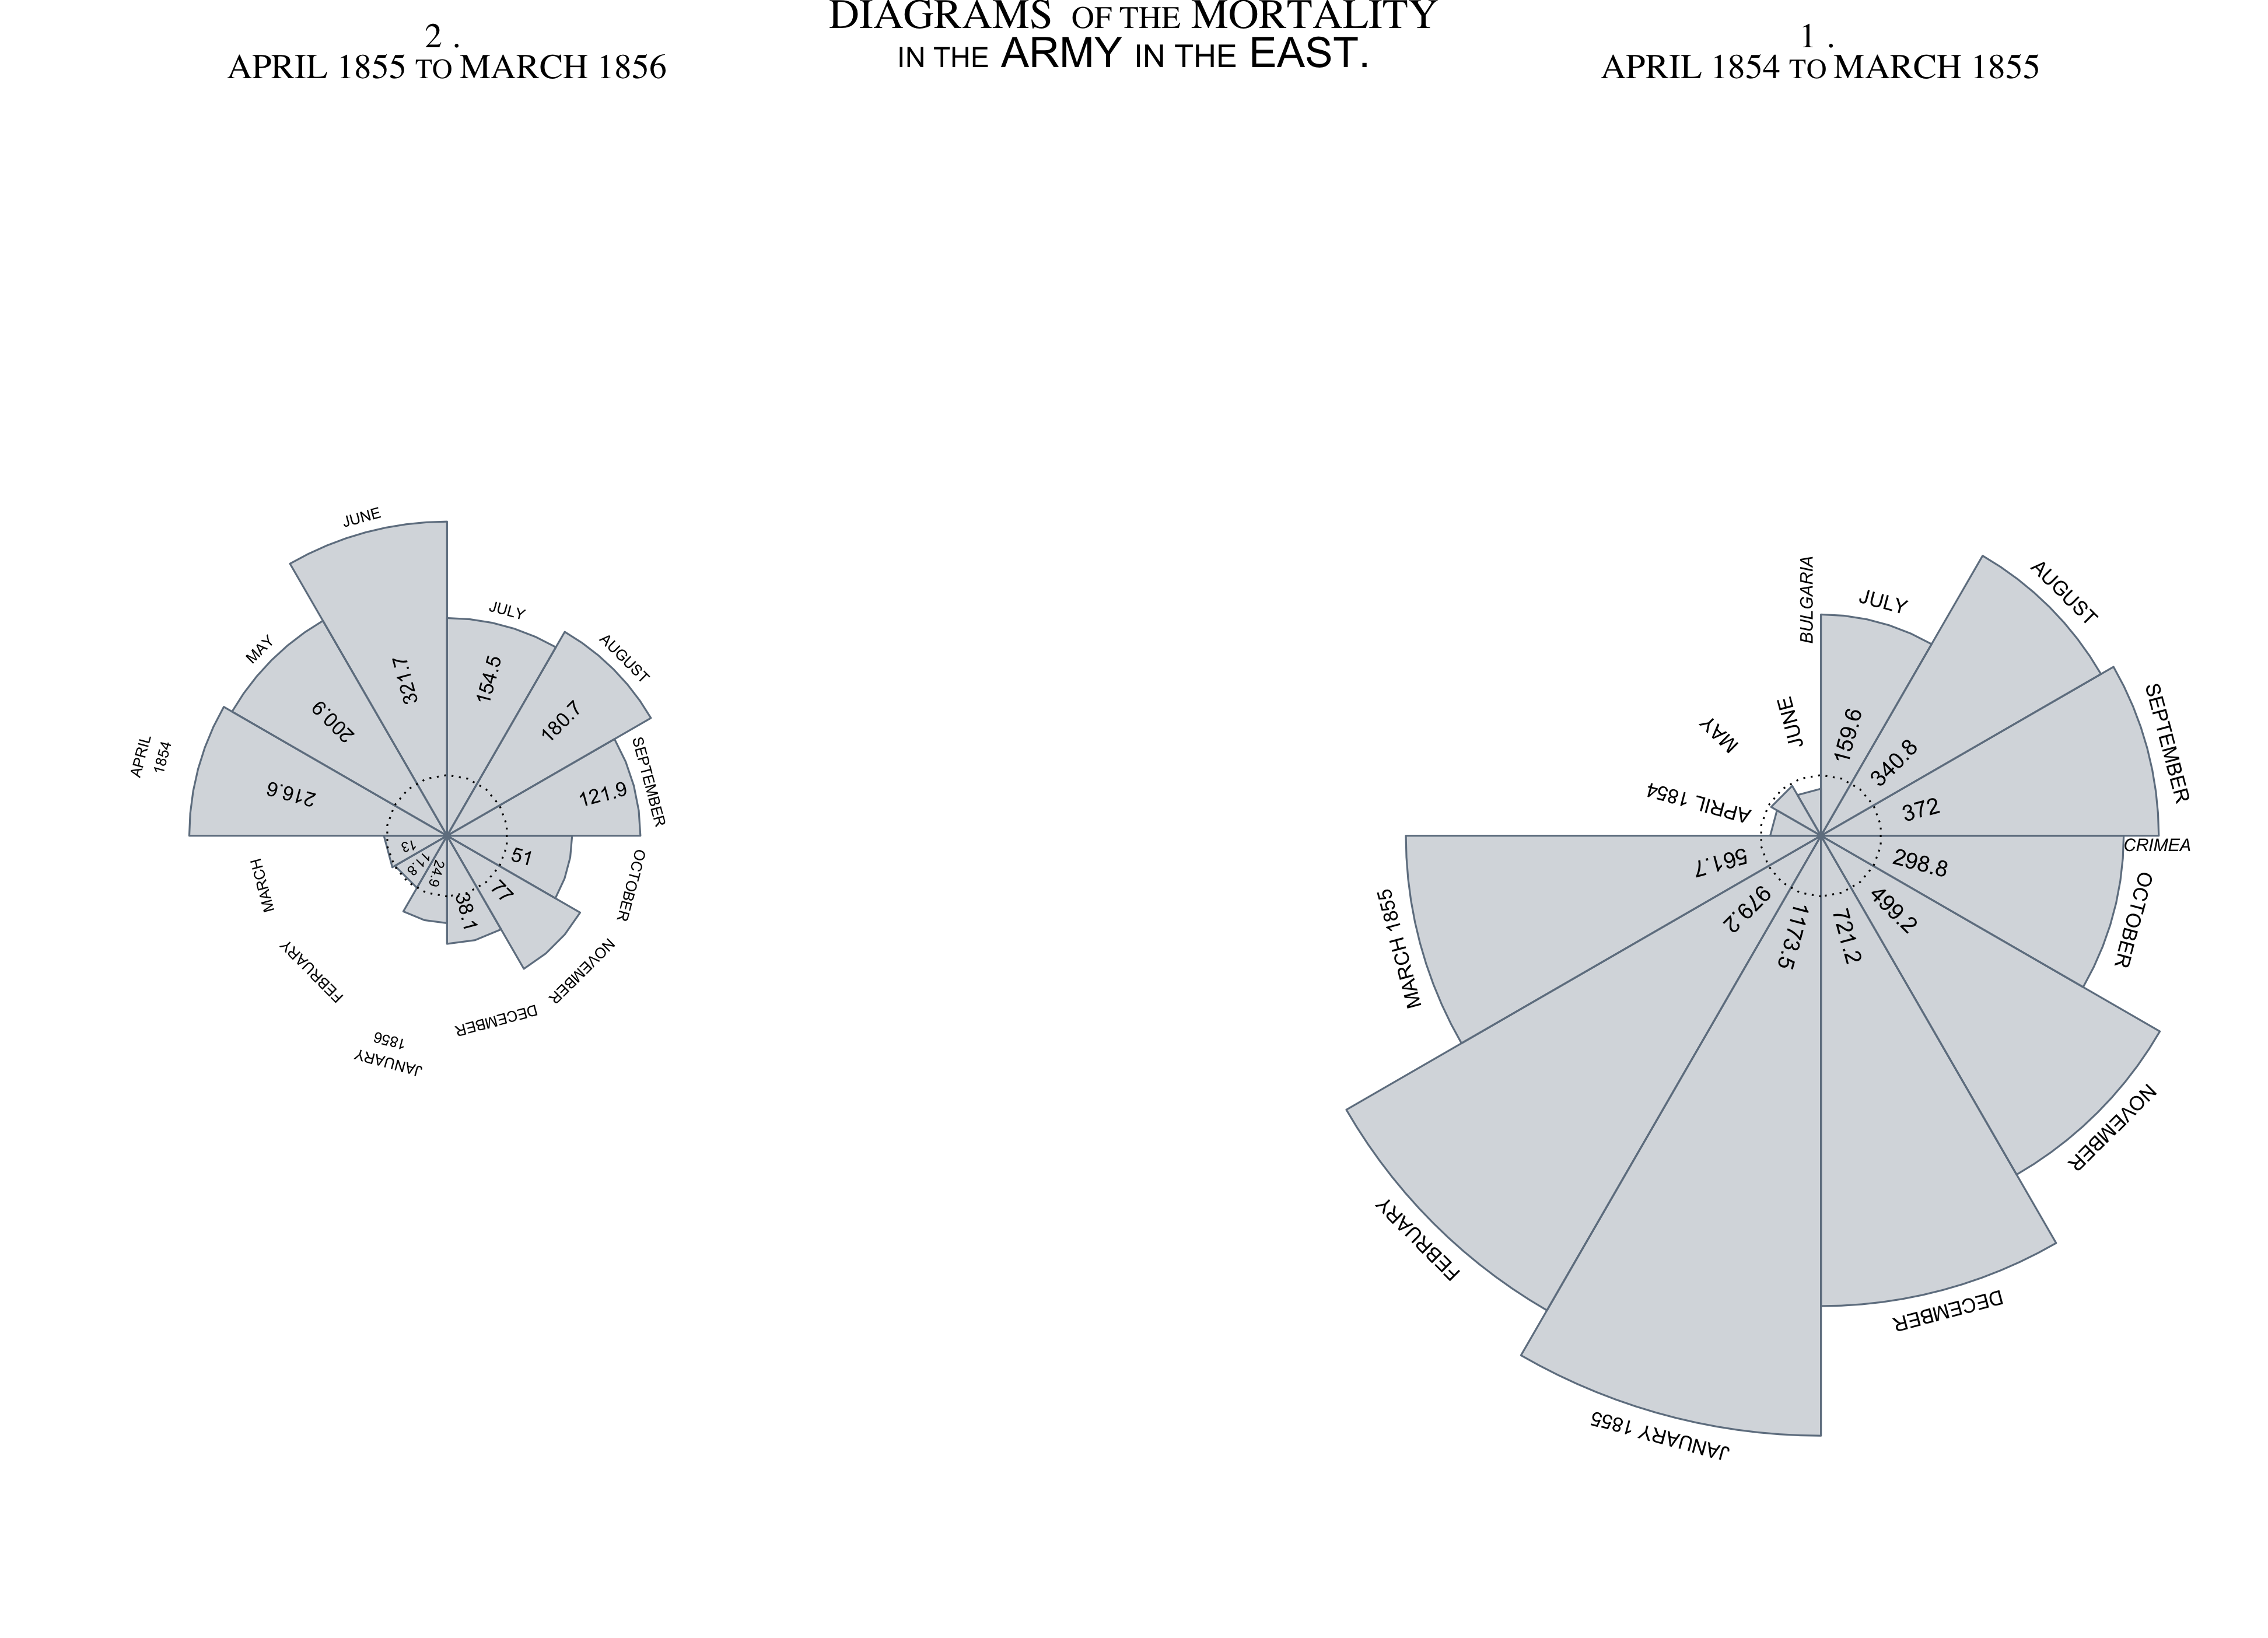 DIAGRAMS OF THE MORTALITY
IN THE ARMY IN THE EAST.
2 .
APRIL 1855 TO MARCH 1856
1 .
APRIL 1854 TO MARCH 1855
APRIL
1854
216.6
MAY
200.9
JUNE
321.7
JULY
154.5
AUGUST
180.7
SEPTEMBER
121.9
OCTOBER
51
NOVEMBER
77
DECEMBER
38.1
JANUARY
1856
24.9
FEBRUARY
11.8
MARCH
13
APRIL 1854
MAY
JUNE
BULGARIA
JULY
159.6
AUGUST
340.8
SEPTEMBER
372
CRIMEA
OCTOBER
298.8
NOVEMBER
499.2
DECEMBER
721.2
JANUARY 1855
1173.5
FEBRUARY
979.2
MARCH 1855
561.7